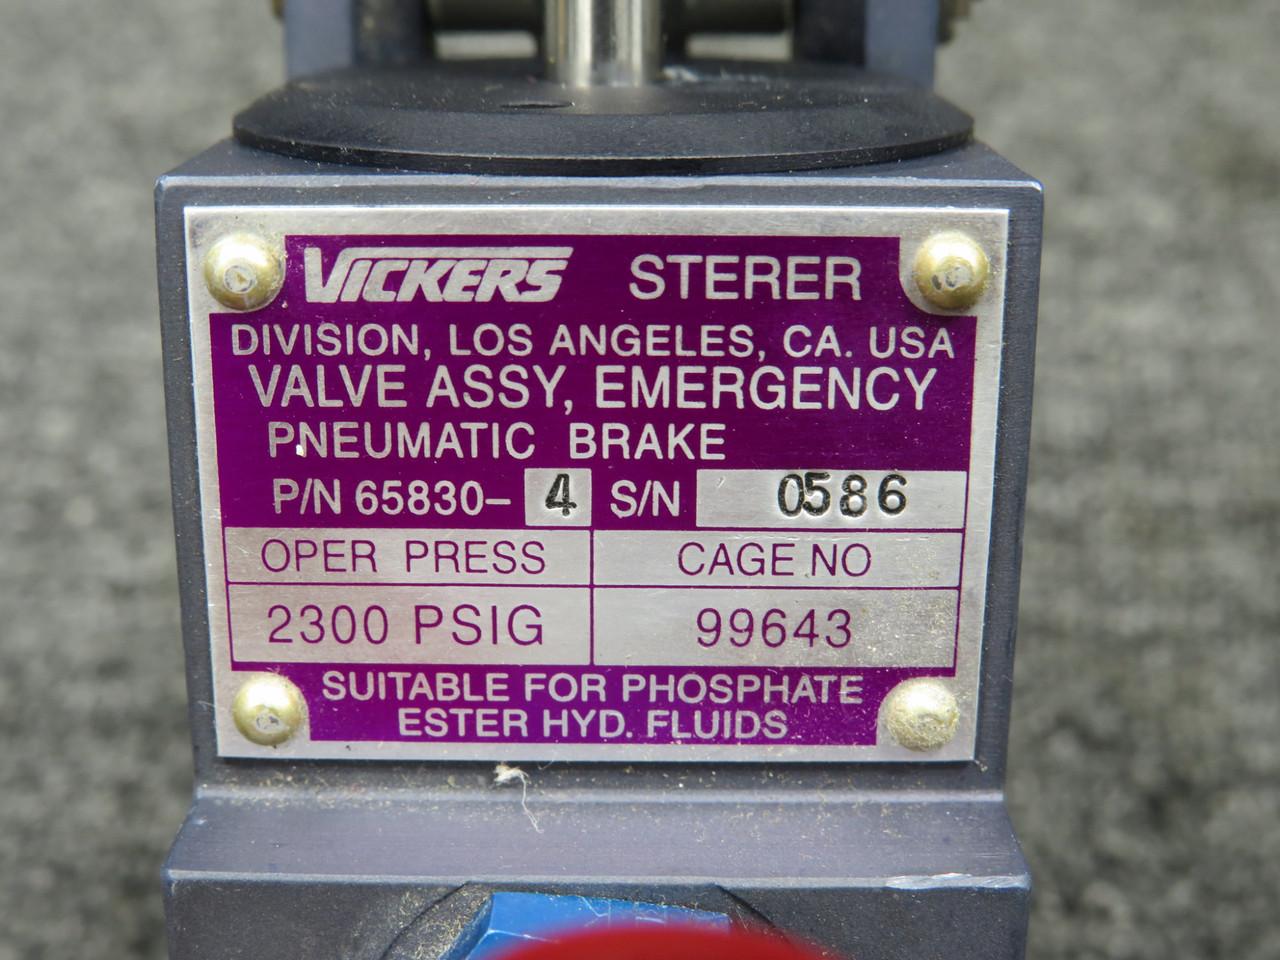 VICKERS STERER
DIVISION, LOS ANGELES, CA. USA
VALVE ASSY, EMERGENCY
PNEUMATIC BRAKE
P/N 65830- 4 S/N 0586
OPER PRESS CAGE NO
2300 PSIG 99643
SUITABLE FOR PHOSPHATE
ESTER HYD. FLUIDS